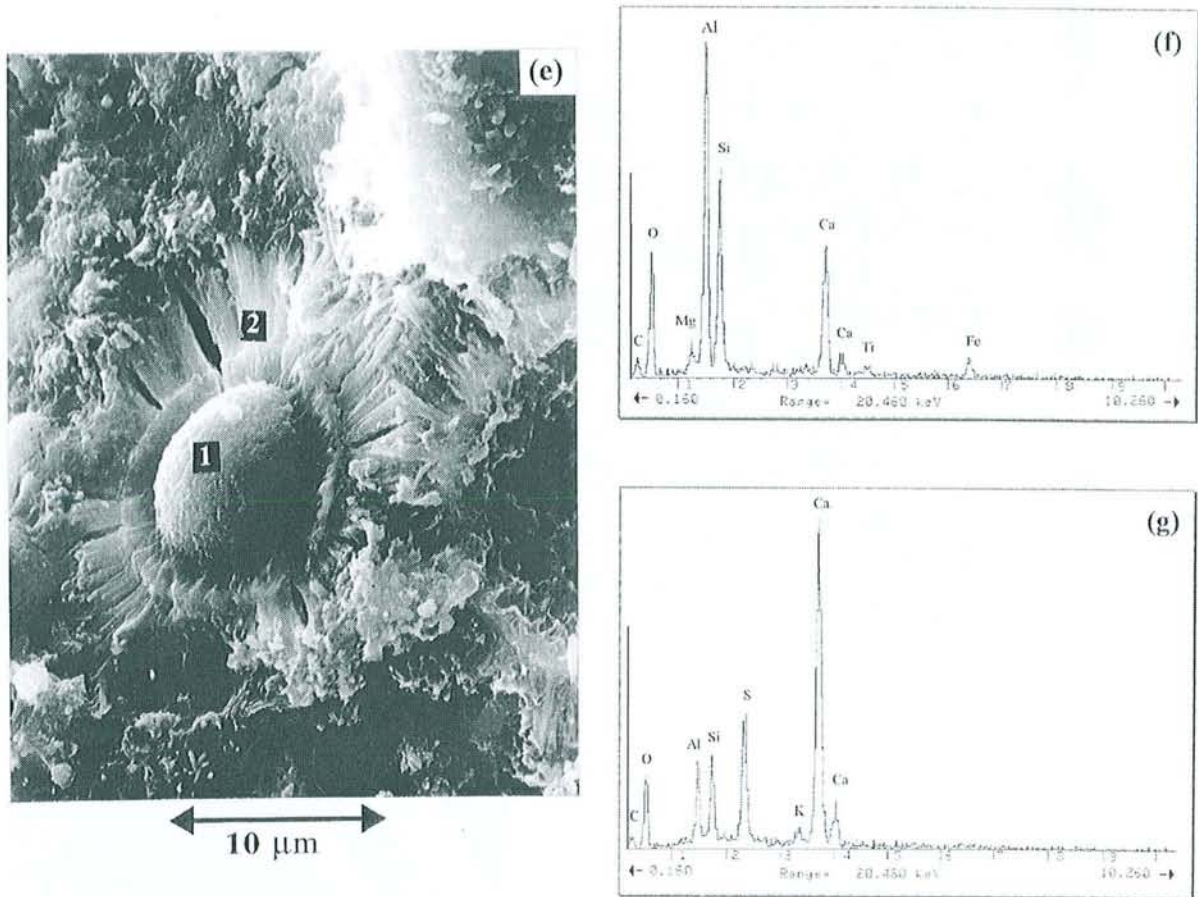 (e)
2
1
10 μm
(f)
Al
Si
O
Ca
Mg
Ca
C
Ti
Fe
0.160 Range= 20.460 keV 10.260
(g)
Ca
S
Al
Si
O
Ca
K
C
0.160 Range= 20.460 keV 10.260